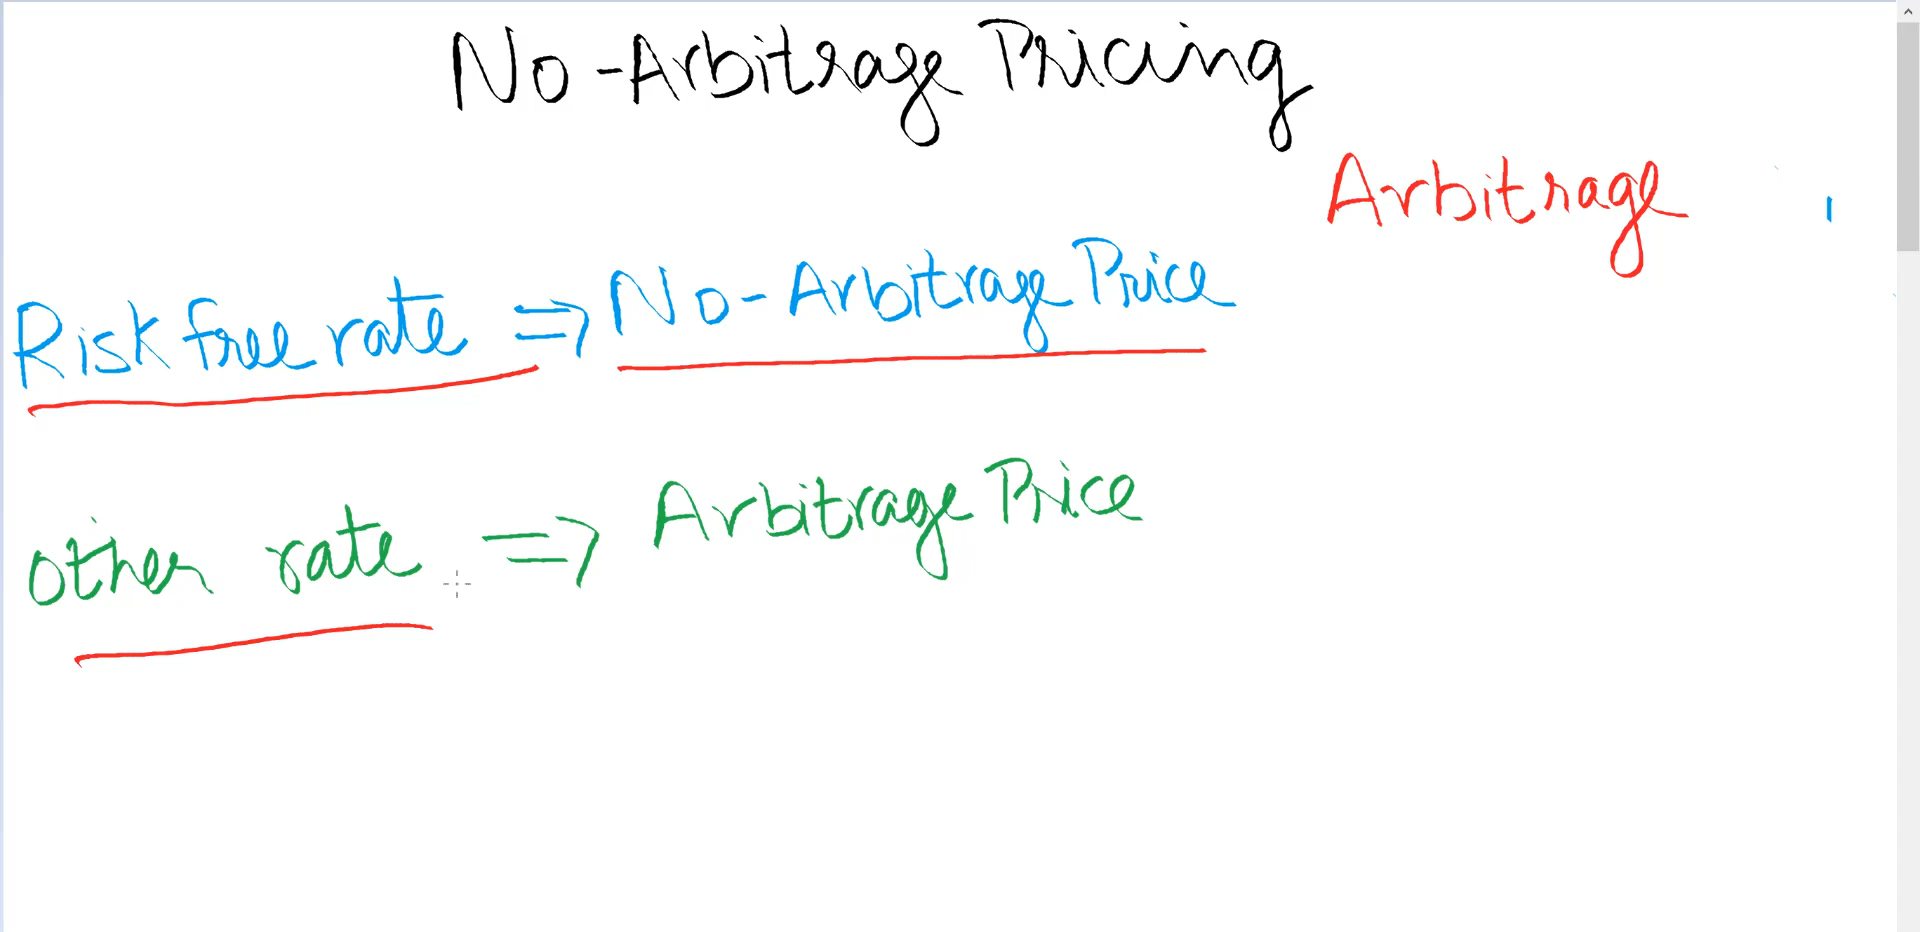 No-Arbitrage Pricing
Arbitrage
Risk free rate ⇒ No-Arbitrage Price
other rate ⇒ Arbitrage Price